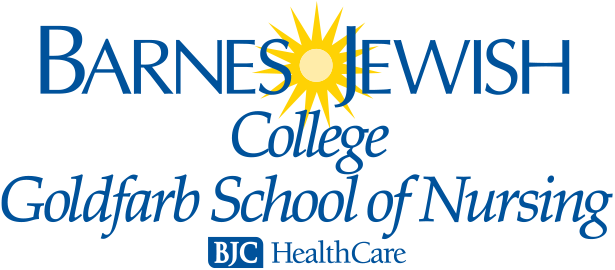 BARNES JEWISH
College
Goldfarb School of Nursing
BJC HealthCare